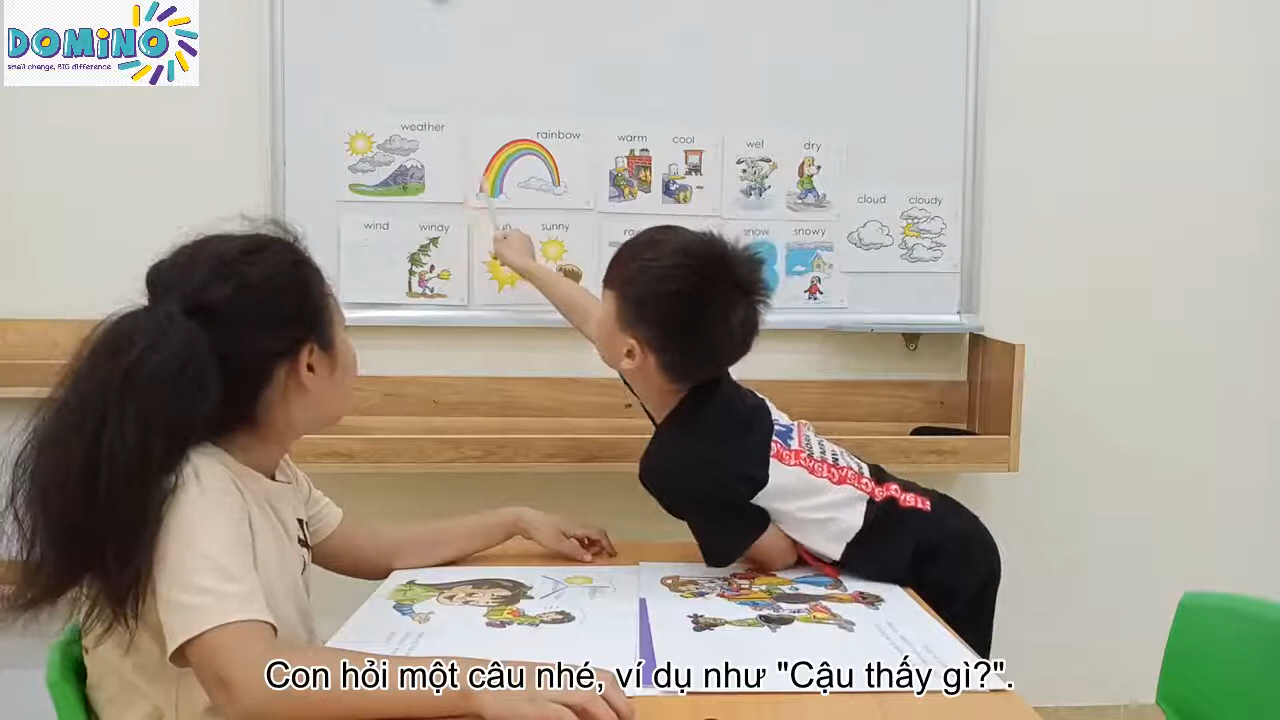 DOMINO
small change, BIG difference
weather
rainbow
warm cool
wet dry
cloud cloudy
wind windy
sunny
snow snowy
Con hỏi một câu nhé, ví dụ như "Cậu thấy gì?".